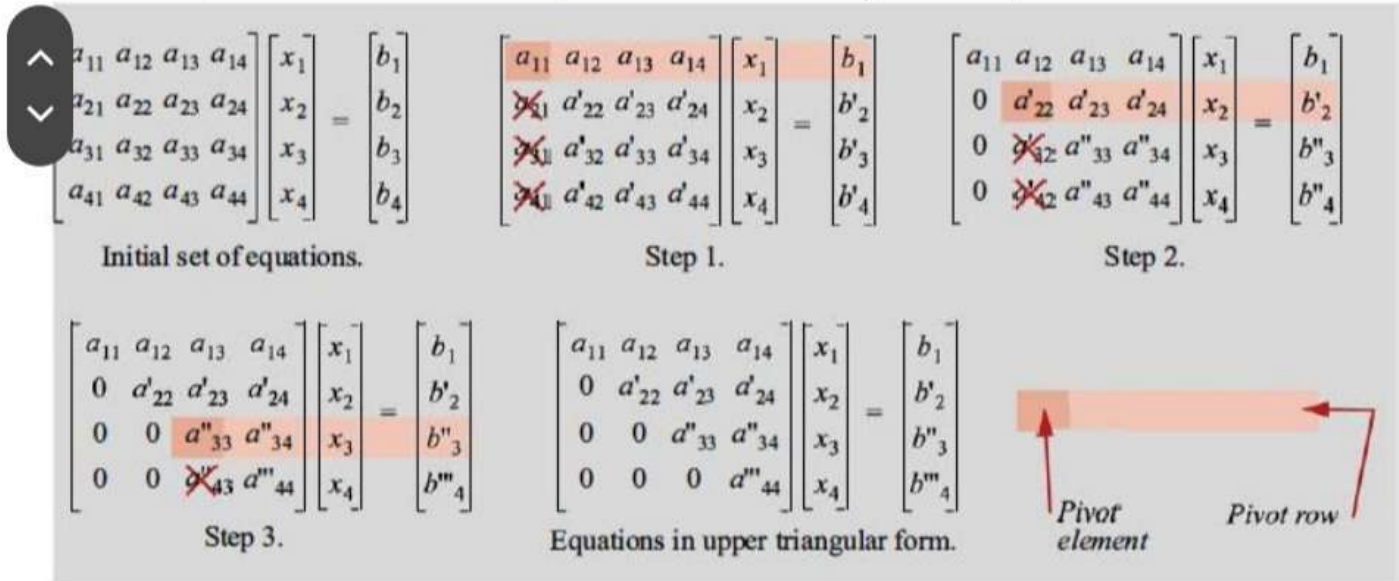 a11 a12 a13 a14 x1 b1
a21 a22 a23 a24 x2 = b2
a31 a32 a33 a34 x3 b3
a41 a42 a43 a44 x4 b4
Initial set of equations.
a11 a12 a13 a14 x1 b1
a21 a'22 a'23 a'24 x2 = b'2
a31 a'32 a'33 a'34 x3 b'3
a41 a'42 a'43 a'44 x4 b'4
Step 1.
a11 a12 a13 a14 x1 b1
0 a'22 a'23 a'24 x2 = b'2
0 a'32 a"33 a"34 x3 b"3
0 a'42 a"43 a"44 x4 b"4
Step 2.
a11 a12 a13 a14 x1 b1
0 a'22 a'23 a'24 x2 = b'2
0 0 a"33 a"34 x3 b"3
0 0 a"43 a'"44 x4 b'"4
Step 3.
a11 a12 a13 a14 x1 b1
0 a'22 a'23 a'24 x2 = b'2
0 0 a"33 a"34 x3 b"3
0 0 0 a'"44 x4 b'"4
Equations in upper triangular form.
Pivot
element
Pivot row